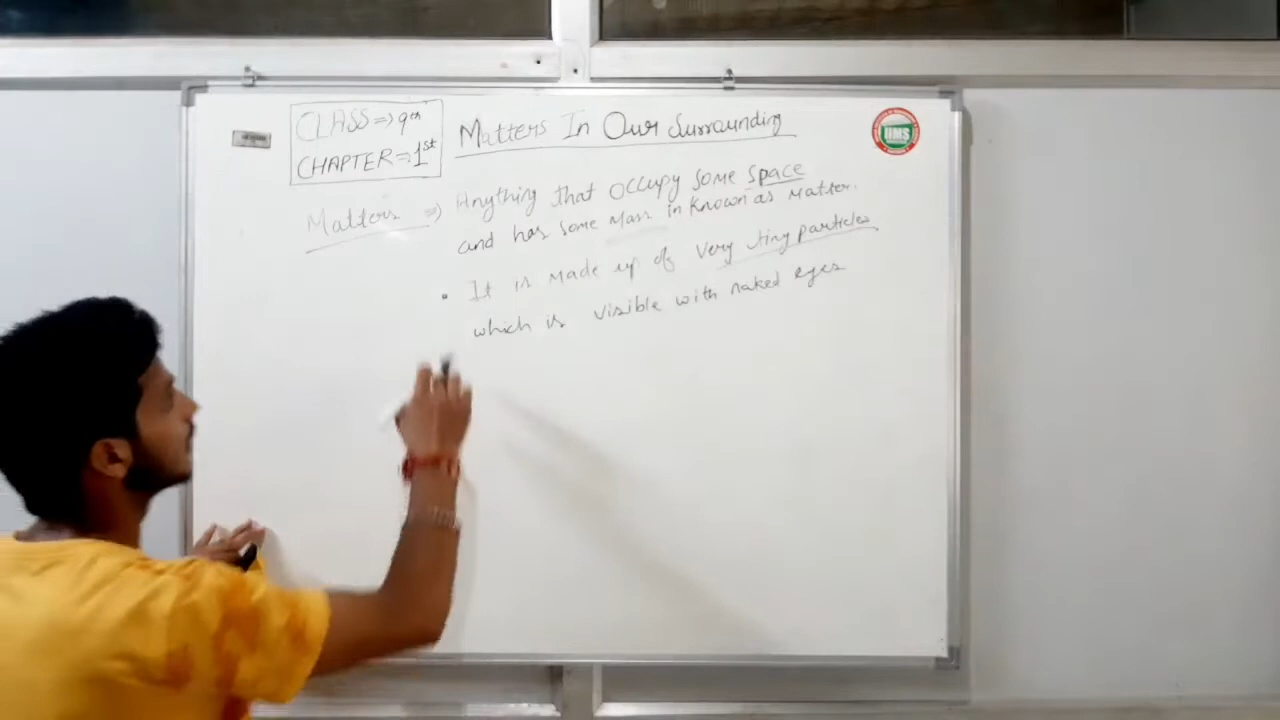 CLASS => 9th
CHAPTER => 1st
Matters In Our Surrounding
Matters => Anything that occupy some space
and has some mass in known as matter.
• It is made up of very tiny particles
which is visible with naked eyes
IIMS